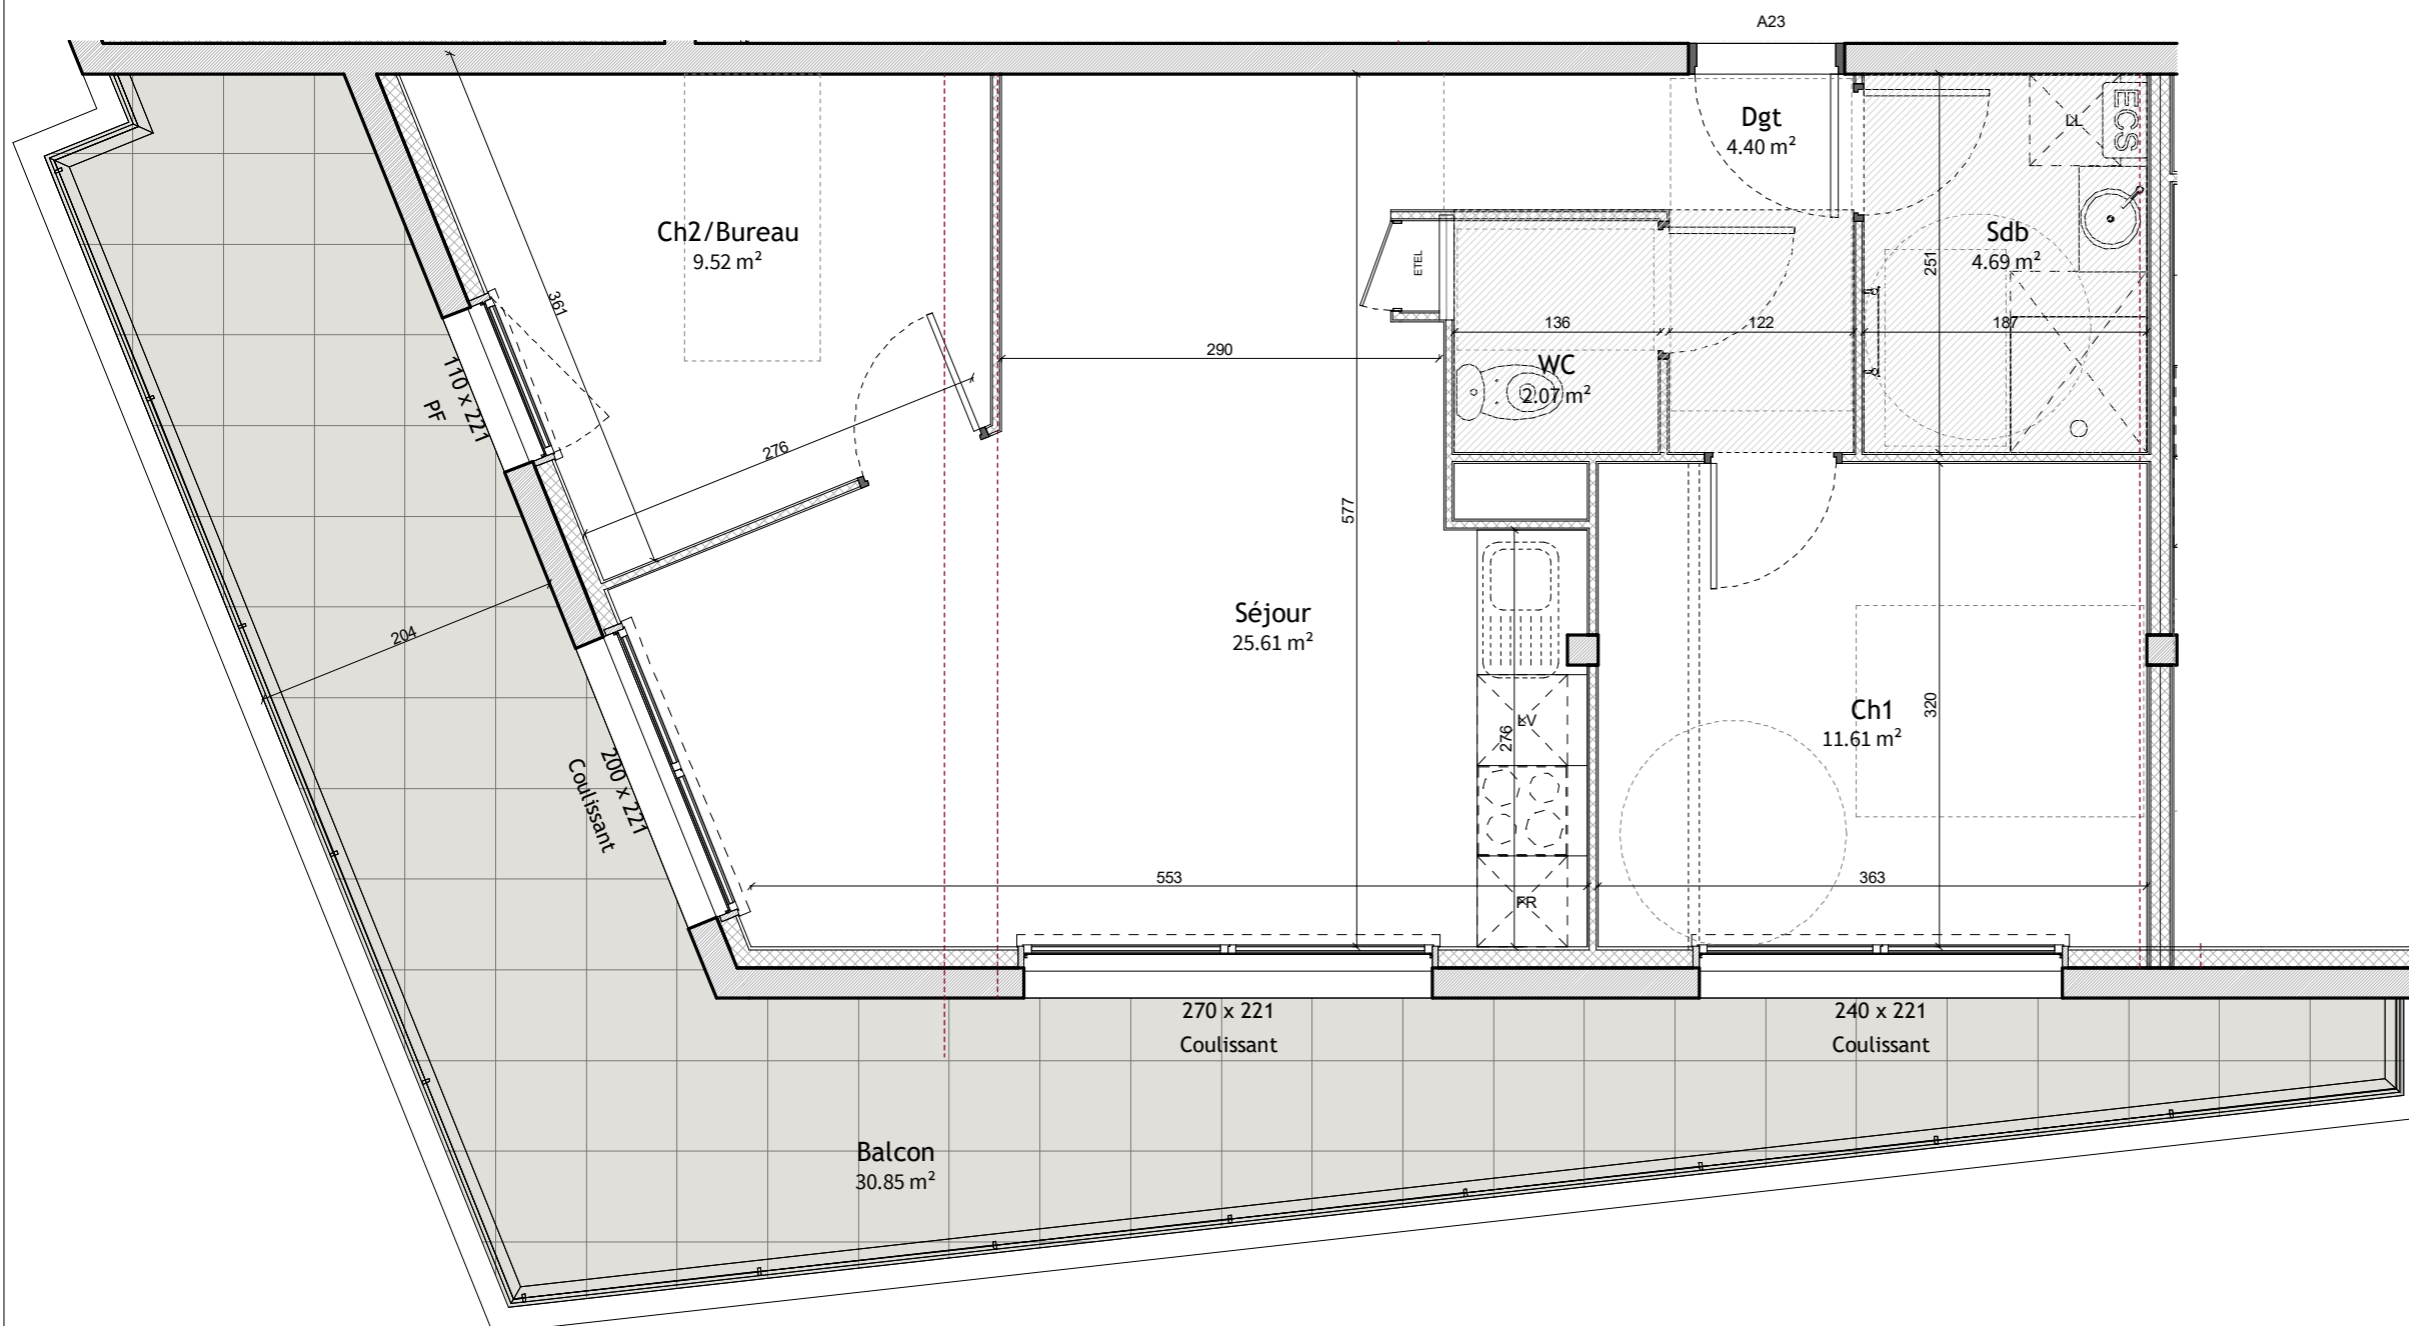 A23
Dgt
4.40 m²
LL
ECS
Ch2/Bureau
9.52 m²
Sdb
4.69 m²
ETEL
251
361
136
122
187
290
WC
2.07 m²
110 x 221
PF
276
577
204
Séjour
25.61 m²
LV
276
Ch1
11.61 m²
320
200 x 221
Coulissant
553
363
FR
270 x 221
Coulissant
240 x 221
Coulissant
Balcon
30.85 m²